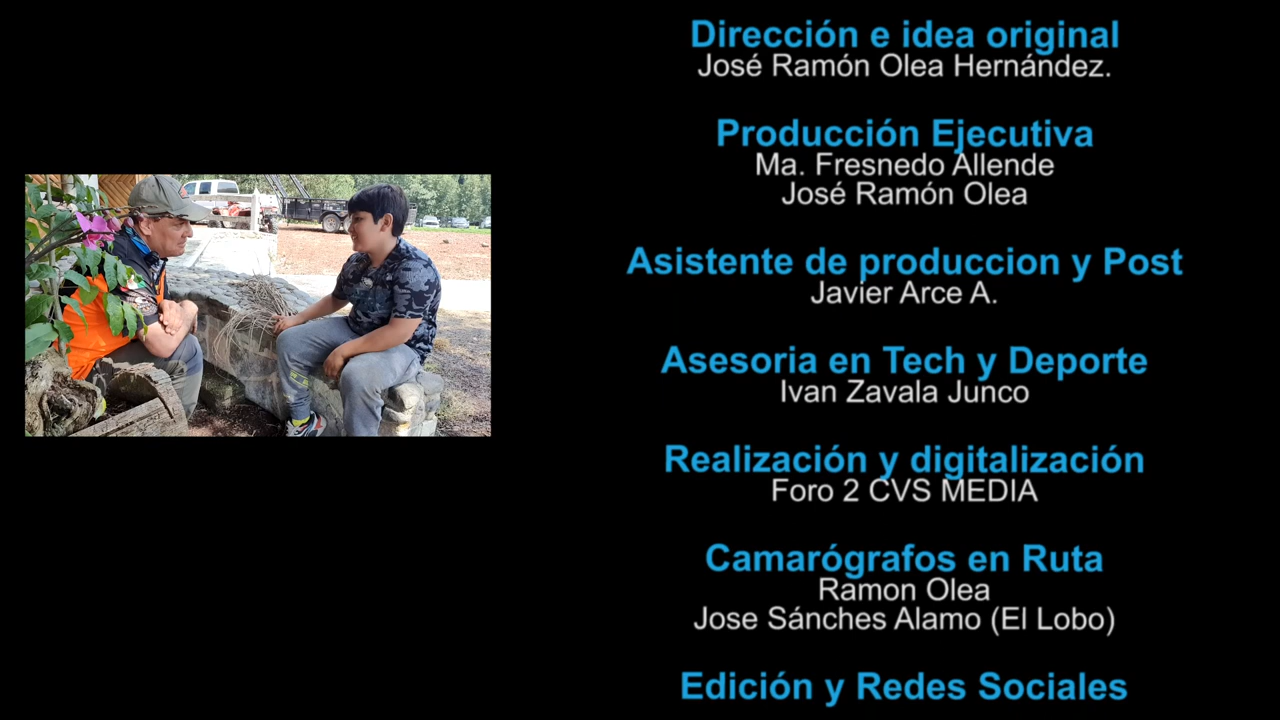 Dirección e idea original
José Ramón Olea Hernández.
Producción Ejecutiva
Ma. Fresnedo Allende
José Ramón Olea
Asistente de produccion y Post
Javier Arce A.
Asesoria en Tech y Deporte
Ivan Zavala Junco
Realización y digitalización
Foro 2 CVS MEDIA
Camarógrafos en Ruta
Ramon Olea
Jose Sánches Alamo (El Lobo)
Edición y Redes Sociales